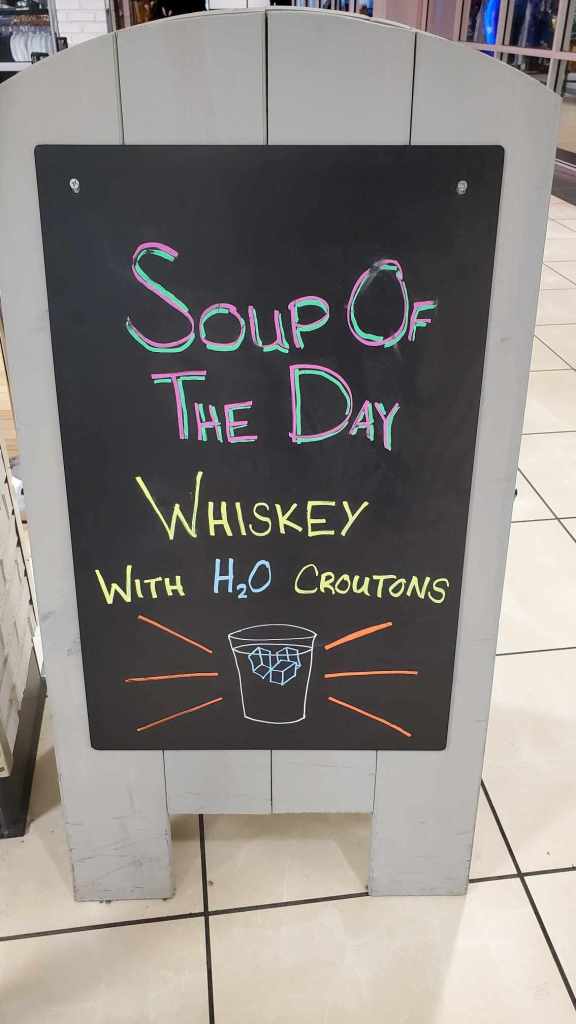 Soup Of
The Day
Whiskey
With H₂O Croutons